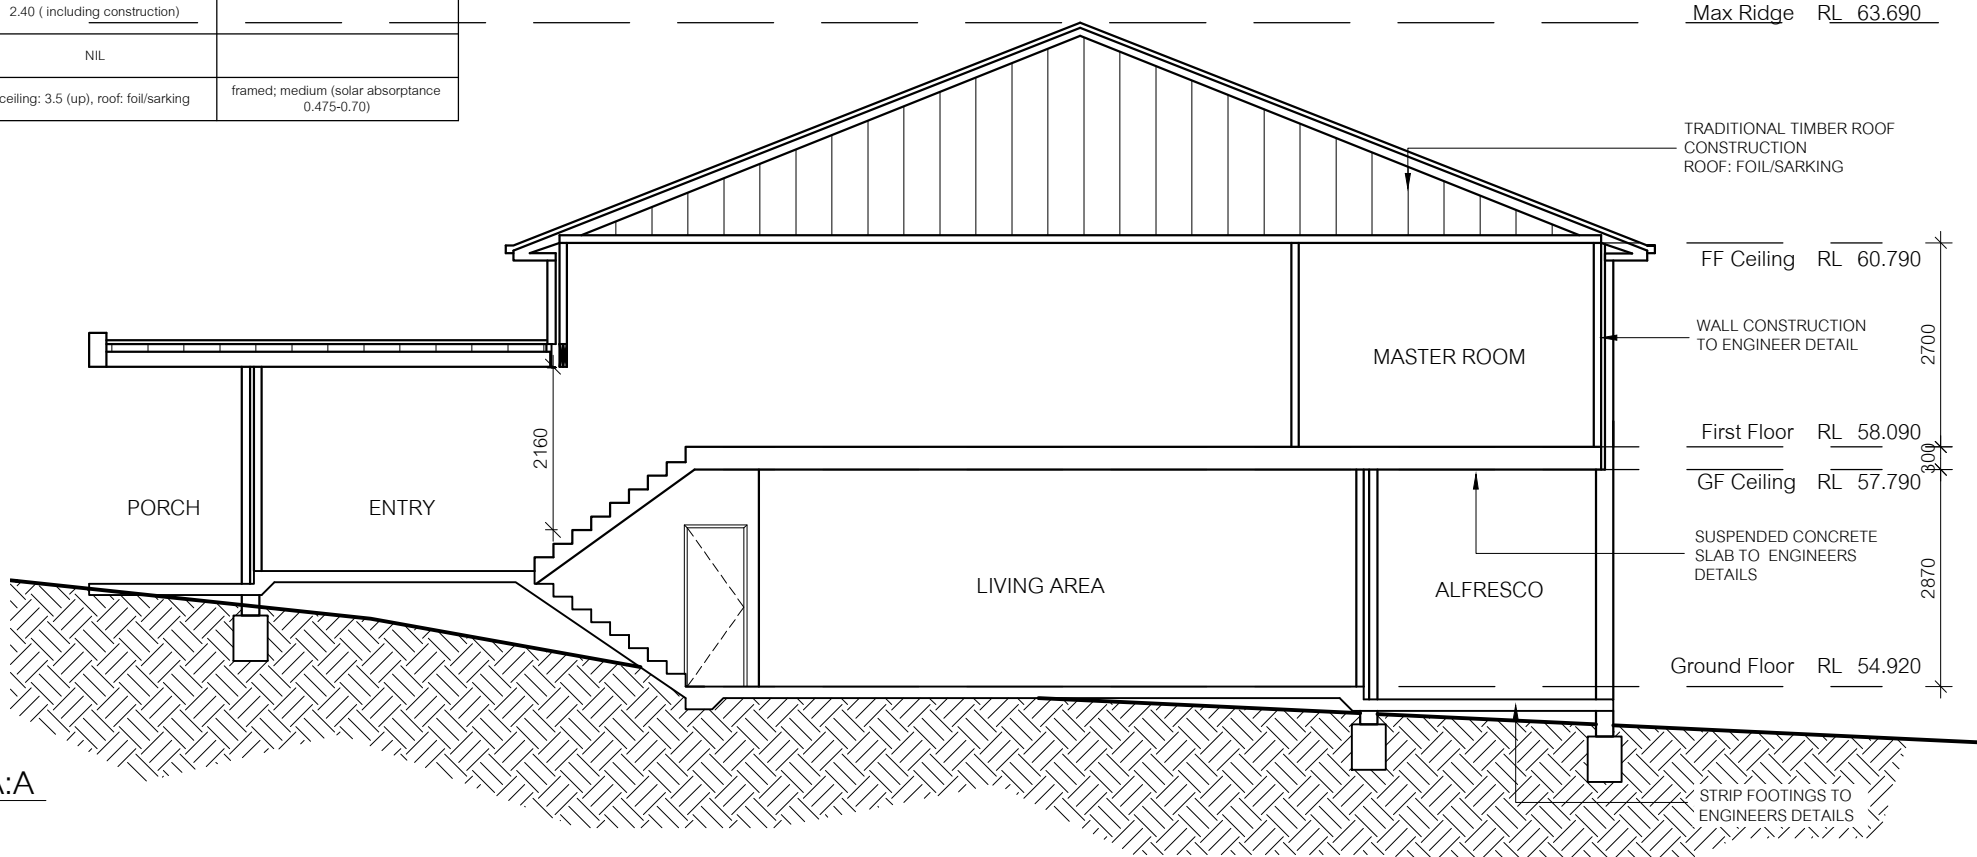 2.40 ( including construction)
NIL
ceiling: 3.5 (up), roof: foil/sarking
framed; medium (solar absorptance
0.475-0.70)
Max Ridge RL 63.690
TRADITIONAL TIMBER ROOF
CONSTRUCTION
ROOF: FOIL/SARKING
FF Ceiling RL 60.790
WALL CONSTRUCTION
TO ENGINEER DETAIL
2700
MASTER ROOM
First Floor RL 58.090
300
GF Ceiling RL 57.790
2160
PORCH
ENTRY
SUSPENDED CONCRETE
SLAB TO ENGINEERS
DETAILS
LIVING AREA
ALFRESCO
2870
Ground Floor RL 54.920
A:A
STRIP FOOTINGS TO
ENGINEERS DETAILS